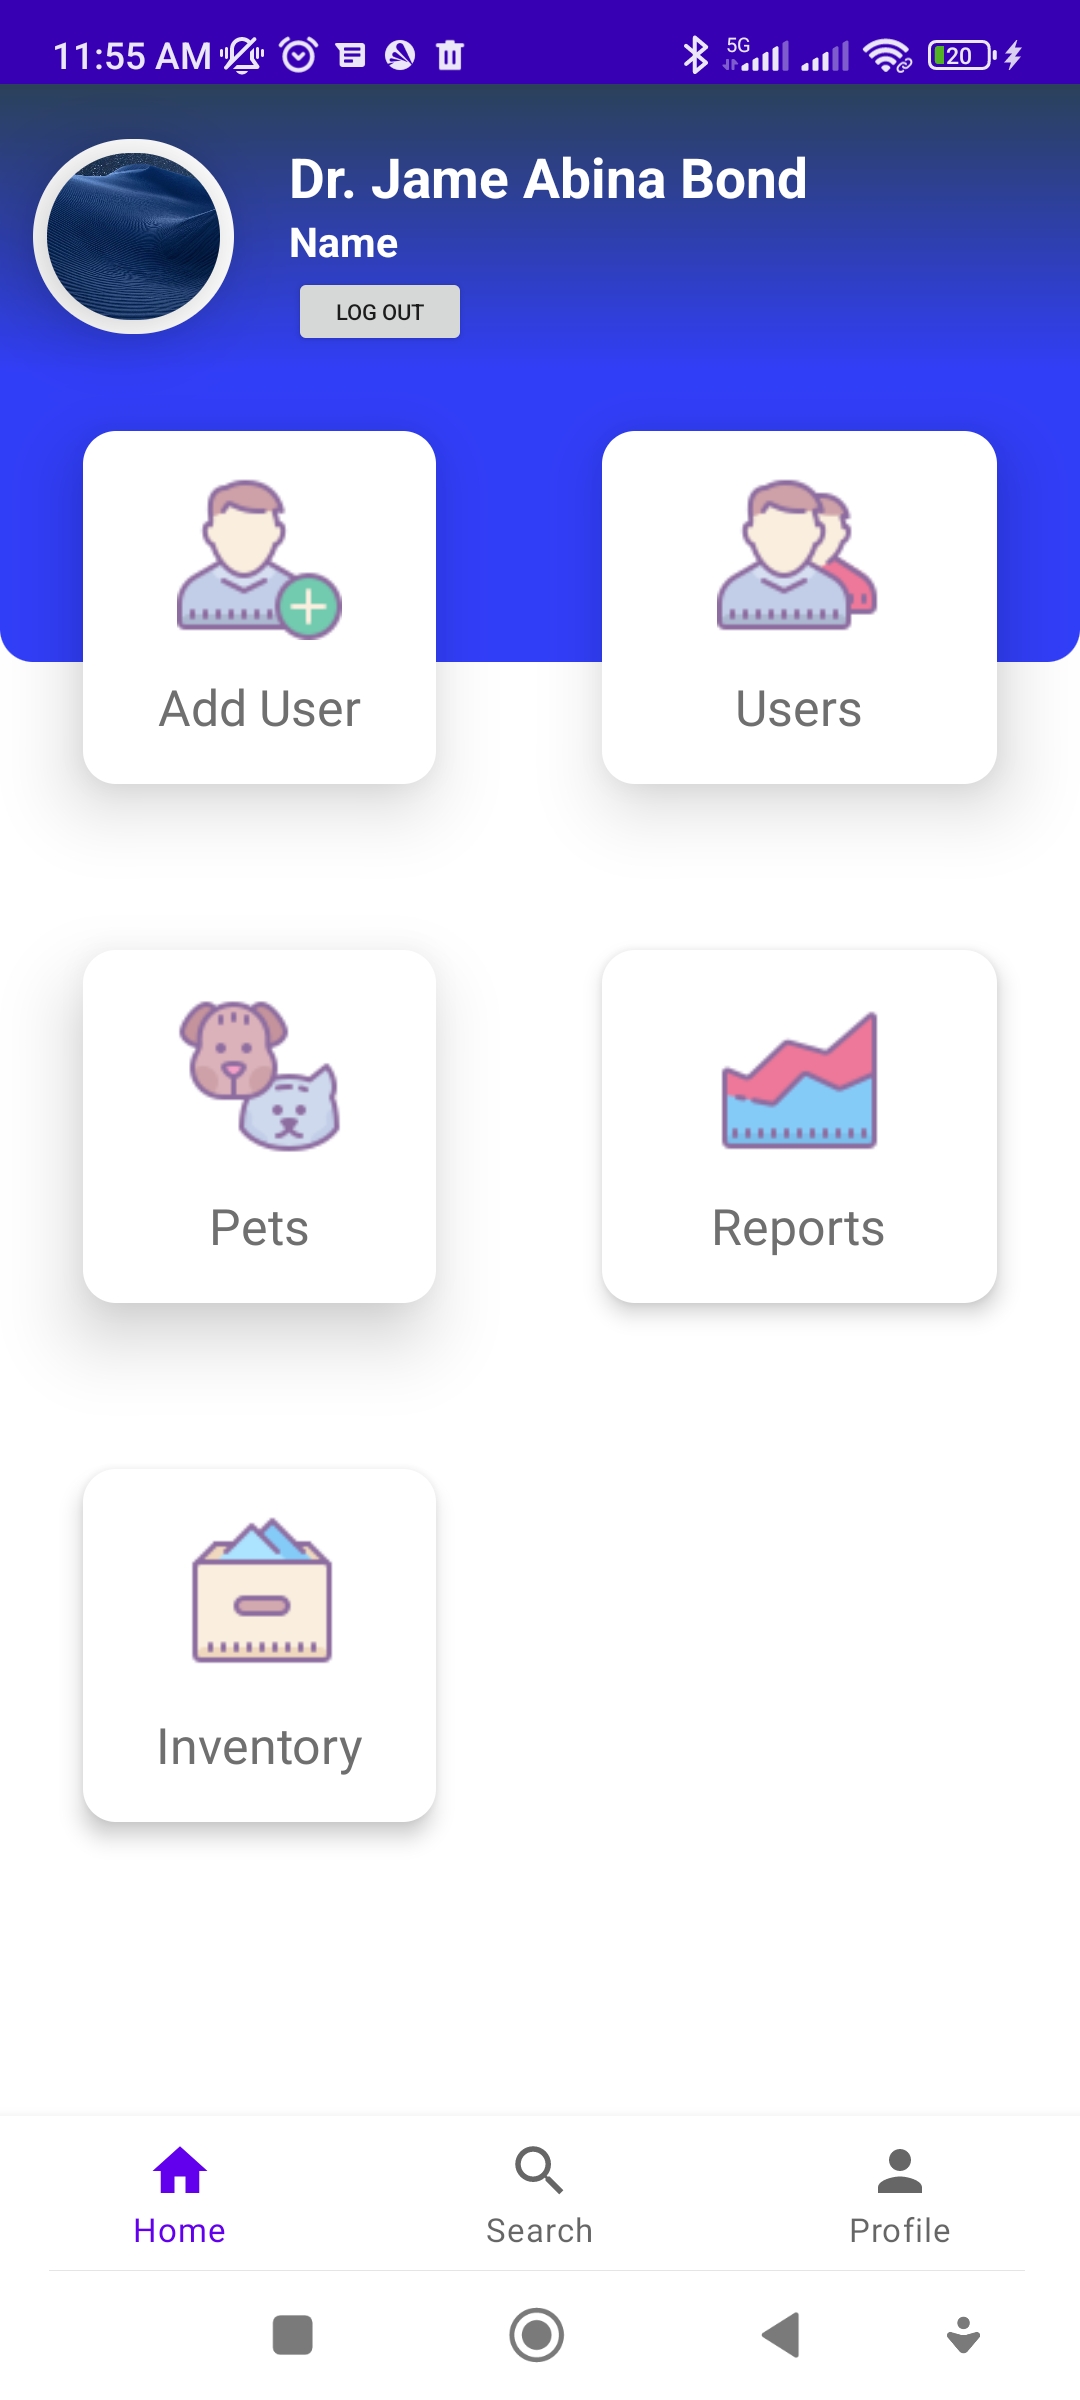 11:55 AM
5G
20
Dr. Jame Abina Bond
Name
LOG OUT
Add User
Users
Pets
Reports
Inventory
Home
Search
Profile